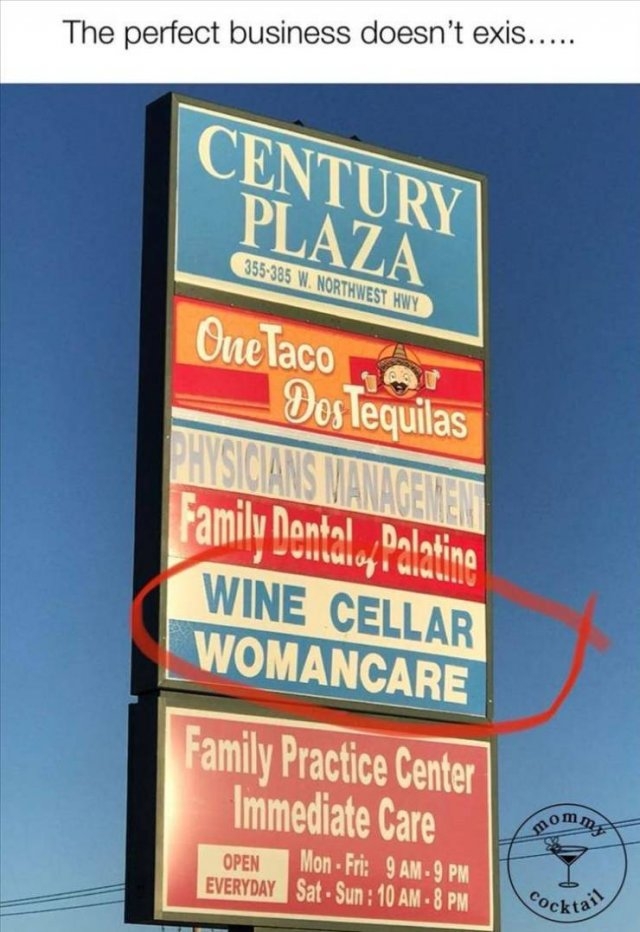 The perfect business doesn't exis.....
CENTURY
PLAZA
355-385 W. NORTHWEST HWY
One Taco
Dos Tequilas
PHYSICIANS MANAGEMENT
Family Dental of Palatine
WINE CELLAR
WOMANCARE
Family Practice Center
Immediate Care
OPEN
EVERYDAY
Mon - Fri: 9 AM - 9 PM
Sat - Sun : 10 AM - 8 PM
mommy
cocktail